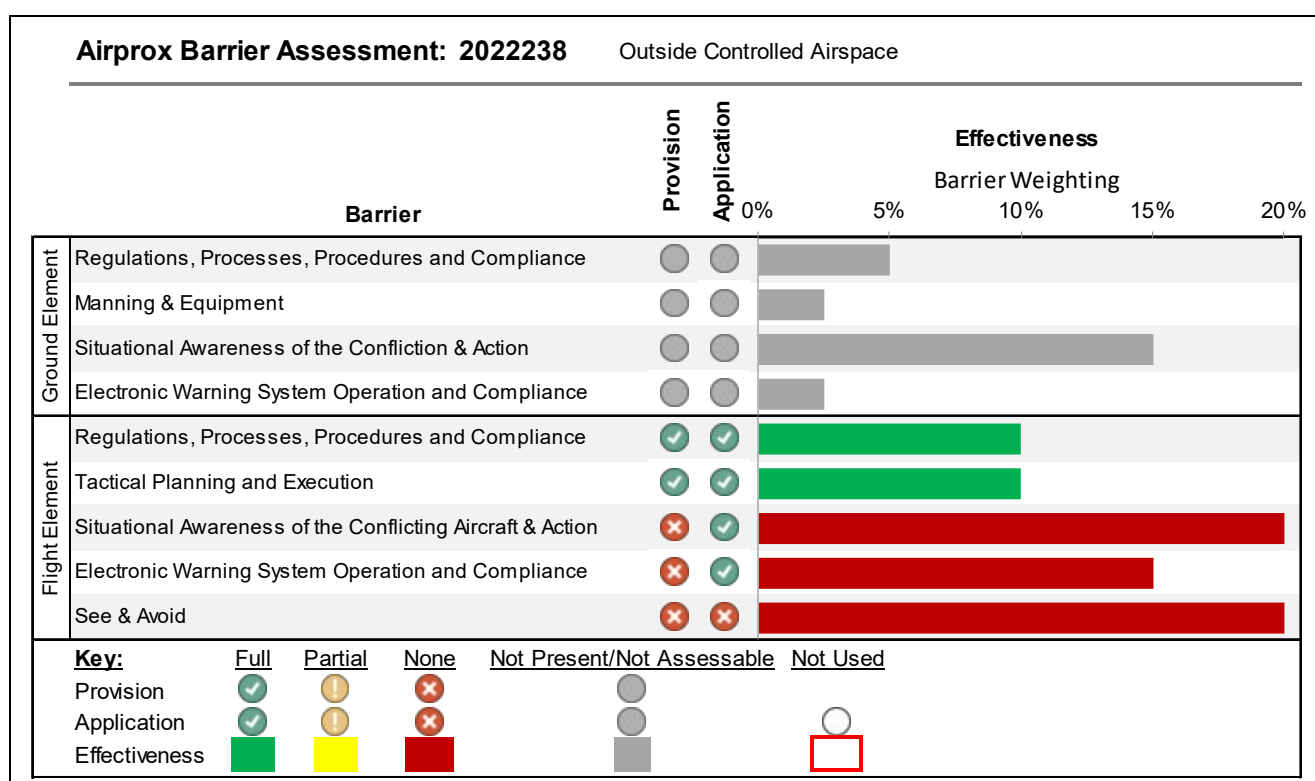 Airprox Barrier Assessment: 2022238 Outside Controlled Airspace
Provision
Application
Effectiveness
Barrier Weighting
Barrier
0% 5% 10% 15% 20%
Ground Element
Regulations, Processes, Procedures and Compliance
Manning & Equipment
Situational Awareness of the Confliction & Action
Electronic Warning System Operation and Compliance
Flight Element
Regulations, Processes, Procedures and Compliance
Tactical Planning and Execution
Situational Awareness of the Conflicting Aircraft & Action
Electronic Warning System Operation and Compliance
See & Avoid
Key: Full Partial None Not Present/Not Assessable Not Used
Provision
Application
Effectiveness